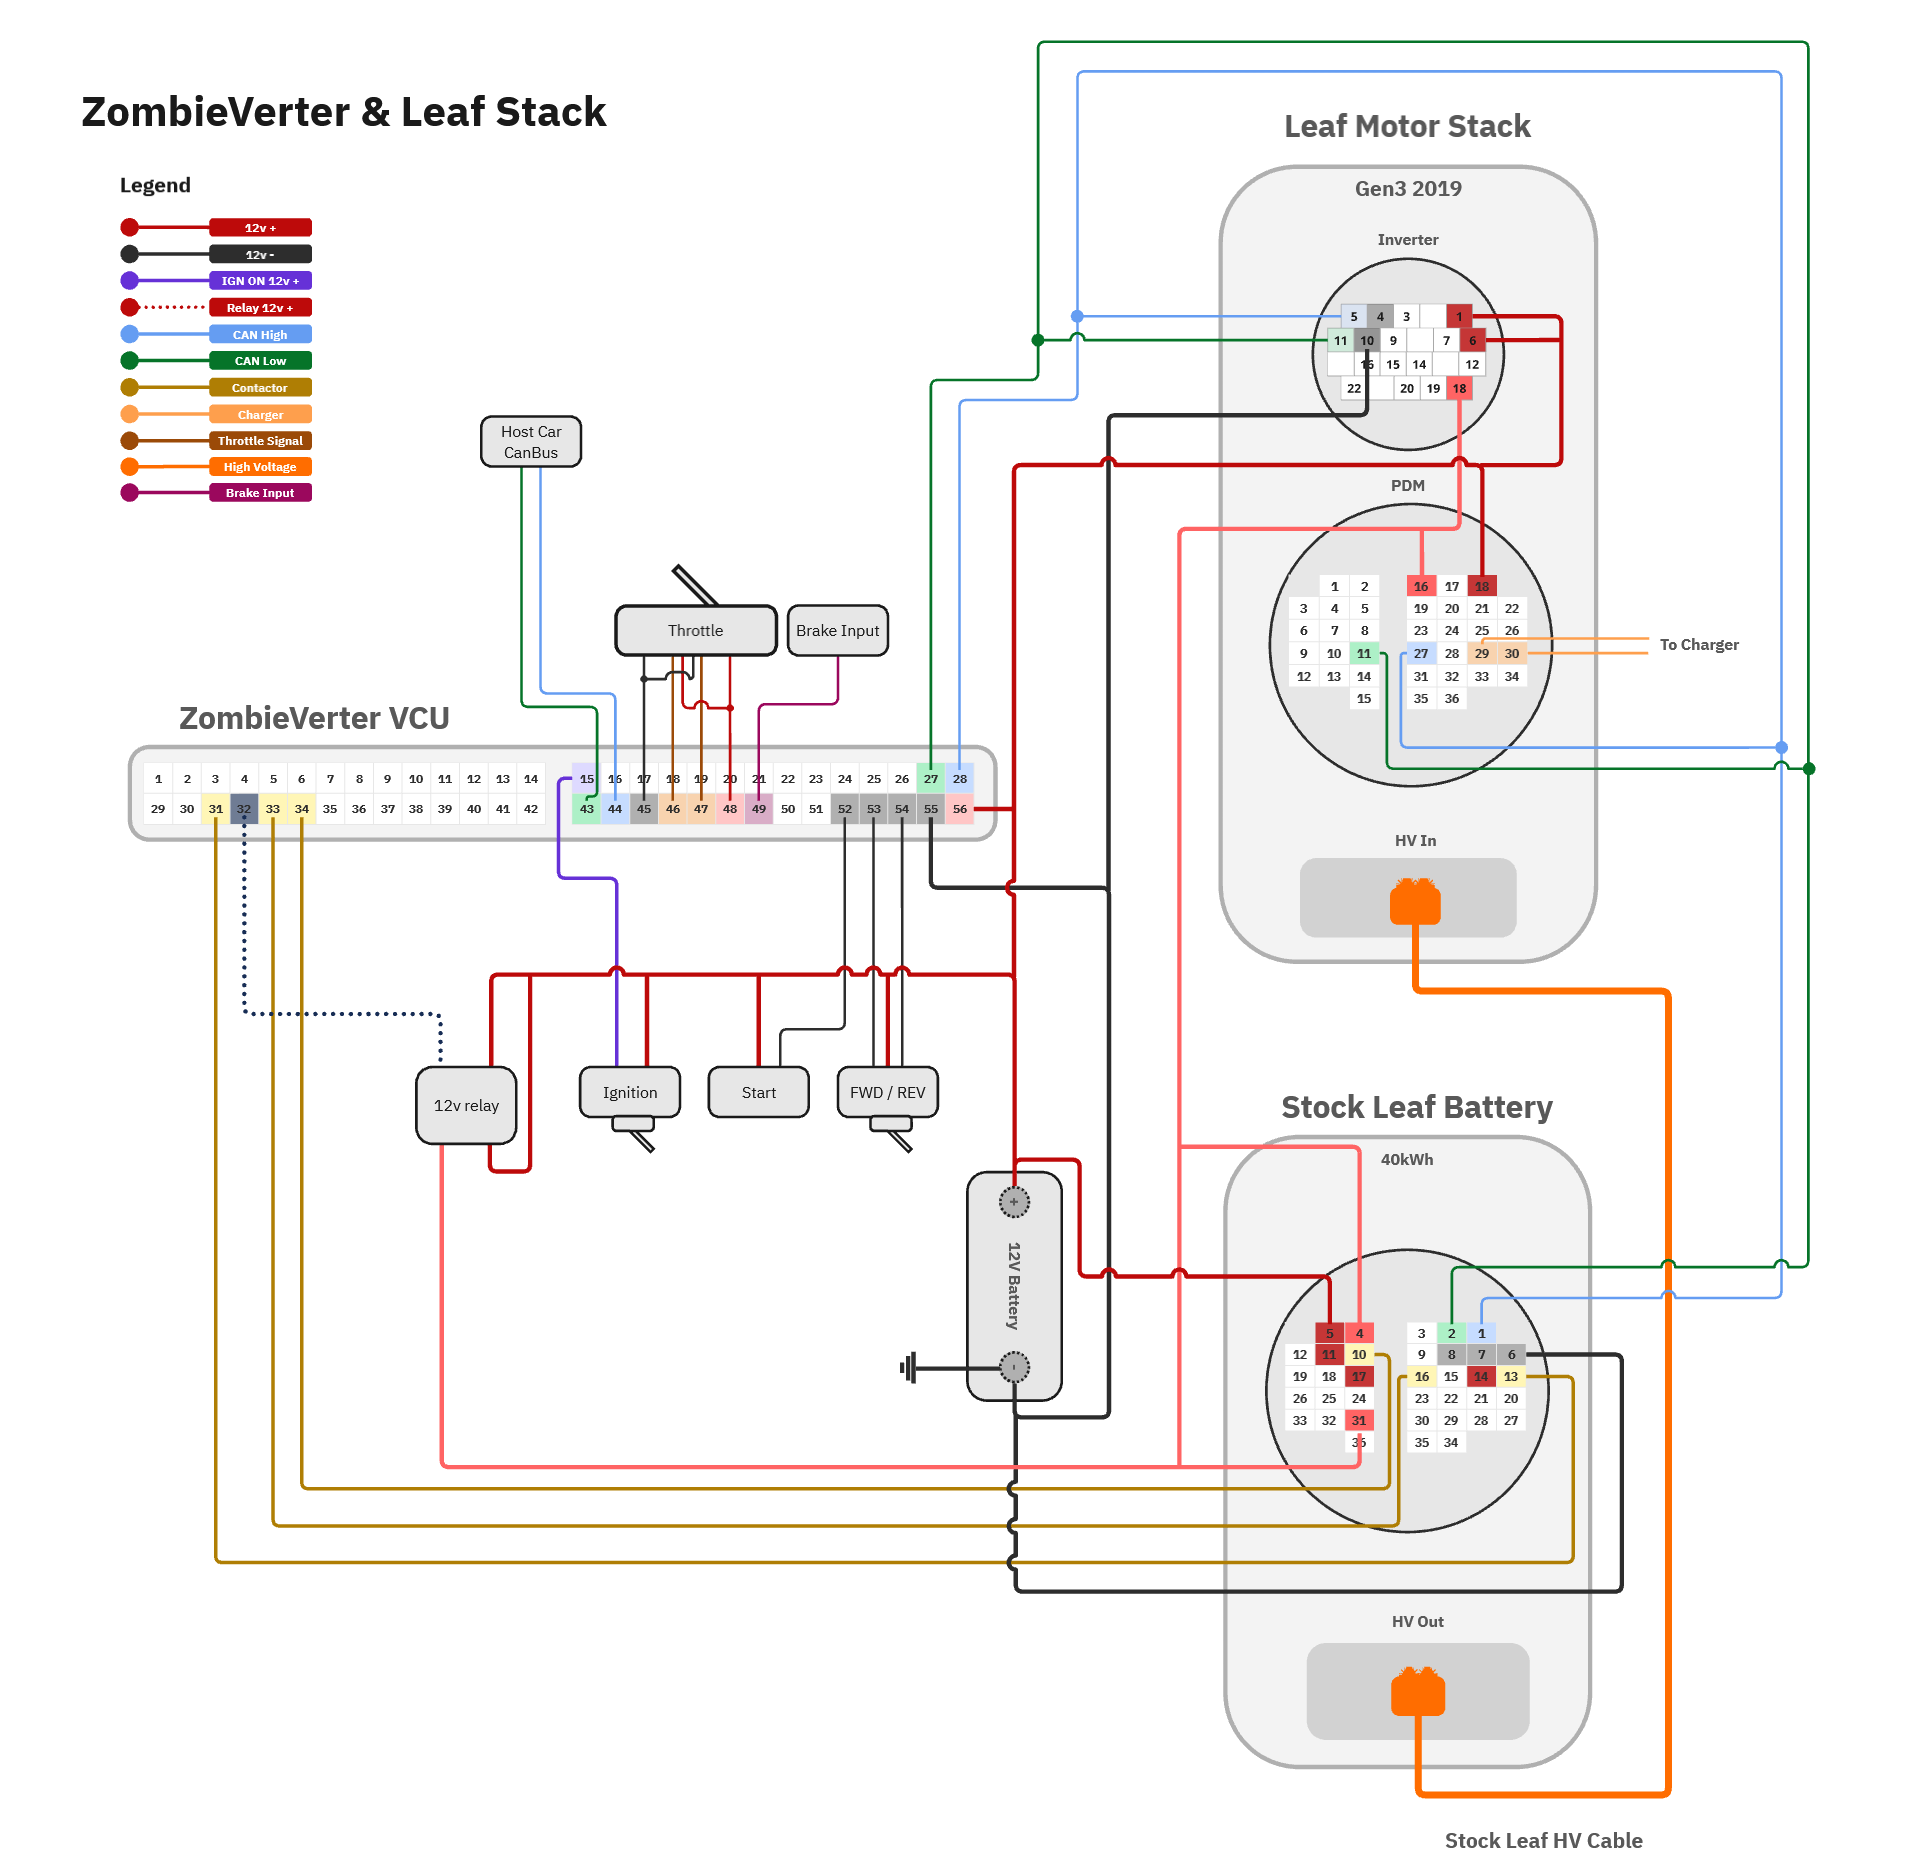 ZombieVerter & Leaf Stack
Legend
12v +
12v -
IGN ON 12v +
Relay 12v +
CAN High
CAN Low
Contactor
Charger
Throttle Signal
High Voltage
Brake Input
Host Car
CanBus
Throttle
Brake Input
ZombieVerter VCU
1 2 3 4 5 6 7 8 9 10 11 12 13 14 15 16 17 18 19 20 21 22 23 24 25 26 27 28
29 30 31 32 33 34 35 36 37 38 39 40 41 42 43 44 45 46 47 48 49 50 51 52 53 54 55 56
12v relay
Ignition
Start
FWD / REV
+
12V Battery
-
Leaf Motor Stack
Gen3 2019
Inverter
5 4 3 1
11 10 9 7 6
16 15 14 12
22 20 19 18
PDM
1 2 16 17 18
3 4 5 19 20 21 22
6 7 8 23 24 25 26
9 10 11 27 28 29 30
12 13 14 31 32 33 34
15 35 36
To Charger
HV In
Stock Leaf Battery
40kWh
5 4 3 2 1
12 11 10 9 8 7 6
19 18 17 16 15 14 13
26 25 24 23 22 21 20
33 32 31 30 29 28 27
36 35 34
HV Out
Stock Leaf HV Cable